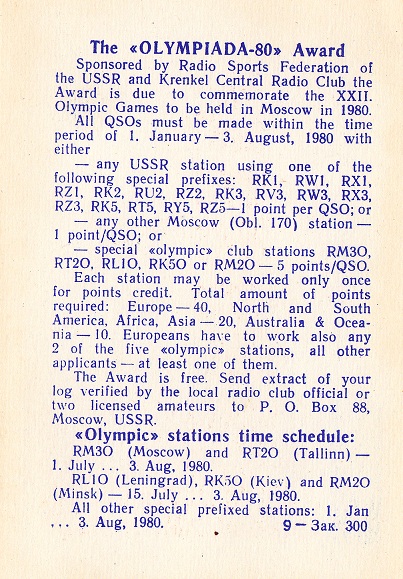 The «OLYMPIADA-80» Award
Sponsored by Radio Sports Federation of
the USSR and Krenkel Central Radio Club the
Award is due to commemorate the XXII.
Olympic Games to be held in Moscow in 1980.
All QSOs must be made within the time
period of 1. January — 3. August, 1980 with
either
— any USSR station using one of the
following special prefixes: RK1, RW1, RX1,
RZ1, RK2, RU2, RZ2, RK3, RV3, RW3, RX3,
RZ3, RK5, RT5, RY5, RZ5—1 point per QSO; or
— any other Moscow (Obl. 170) station —
1 point/QSO; or
— special «olympic» club stations RM3O,
RT2O, RL1O, RK5O or RM2O — 5 points/QSO.
Each station may be worked only once
for points credit. Total amount of points
required: Europe — 40, North and South
America, Africa, Asia — 20, Australia & Ocea-
nia — 10. Europeans have to work also any
2 of the five «olympic» stations, all other
applicants — at least one of them.
The Award is free. Send extract of your
log verified by the local radio club official or
two licensed amateurs to P. O. Box 88,
Moscow, USSR.
«Olympic» stations time schedule:
RM3O (Moscow) and RT2O (Tallinn) —
1. July ... 3. Aug, 1980.
RL1O (Leningrad), RK5O (Kiev) and RM2O
(Minsk) — 15. July ... 3. Aug, 1980.
All other special prefixed stations: 1. Jan
... 3. Aug, 1980. 9 — Зак. 300